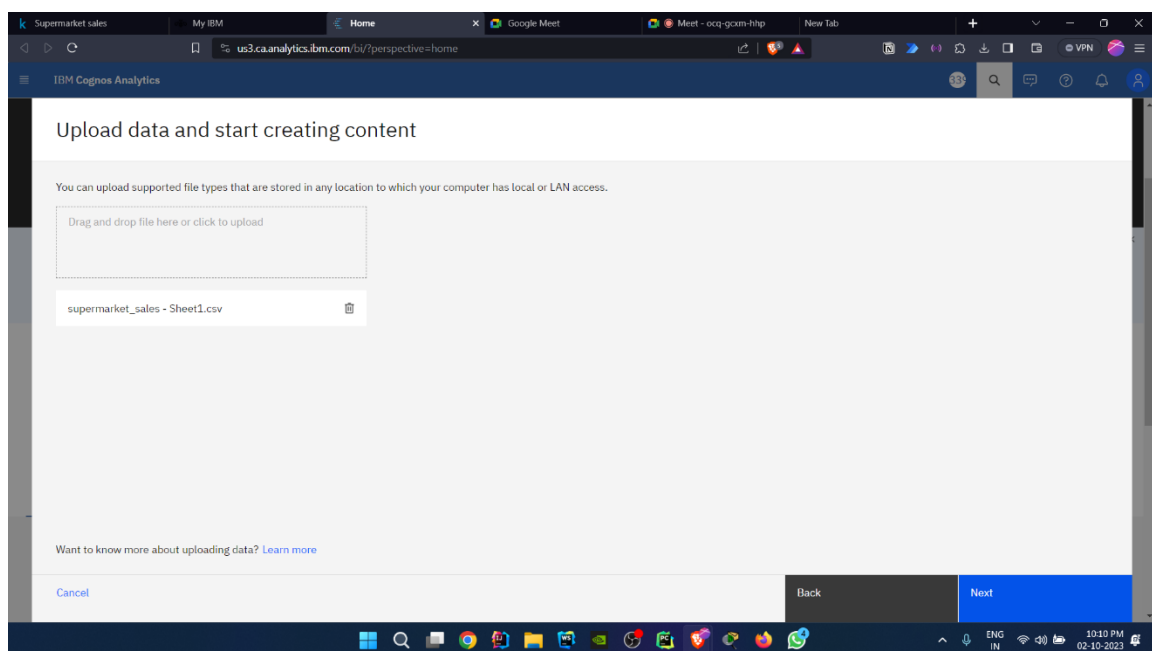 Supermarket sales
My IBM
Home
Google Meet
Meet - ocq-gcxm-hhp
New Tab
us3.ca.analytics.ibm.com/bi/?perspective=home
VPN
IBM Cognos Analytics
Upload data and start creating content
You can upload supported file types that are stored in any location to which your computer has local or LAN access.
Drag and drop file here or click to upload
supermarket_sales - Sheet1.csv
Want to know more about uploading data? Learn more
Cancel
Back
Next
ENG
IN
10:10 PM
02-10-2023